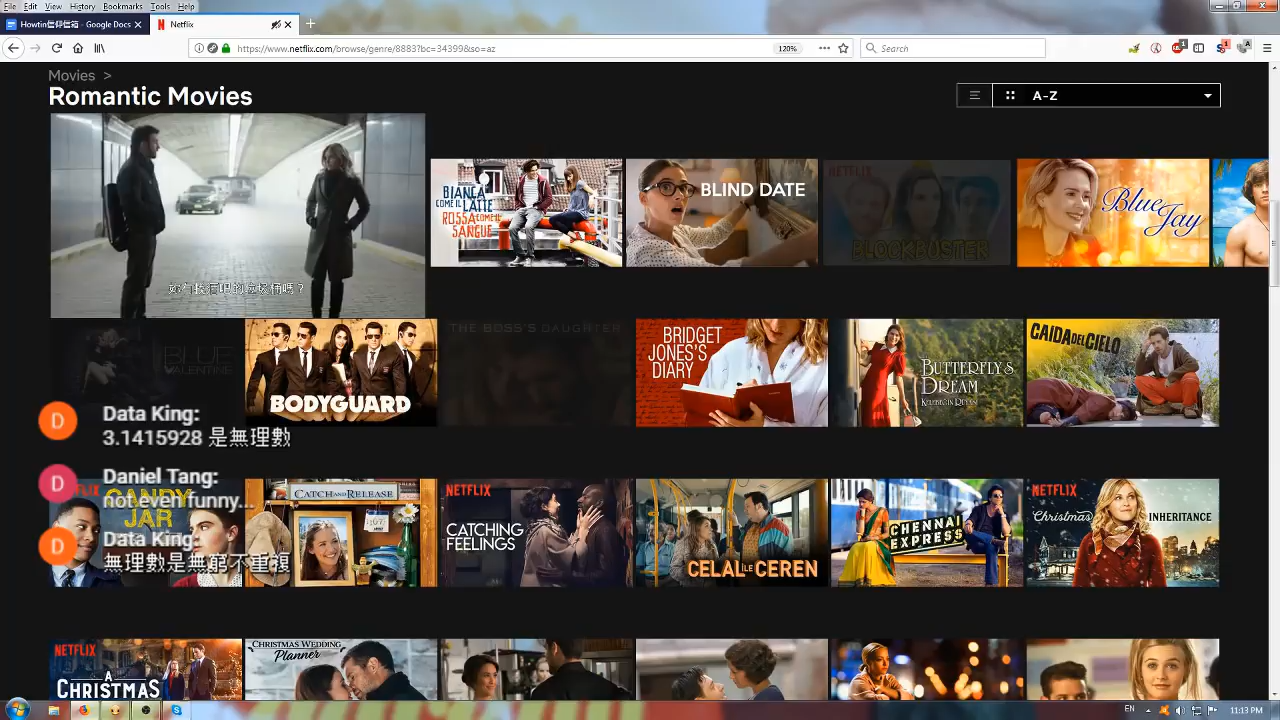 File Edit View History Bookmarks Tools Help
Howtin信仰信箱 - Google Docs
Netflix
https://www.netflix.com/browse/genre/8883?bc=34399&so=az
120%
Search
Movies >
Romantic Movies
A-Z
BIANCA
COME IL LATTE
ROSSA COME IL
SANGUE
BLIND DATE
NETFLIX
BLOCKBUSTER
Blue Jay
BLUE
VALENTINE
BODYGUARD
THE BOSS'S DAUGHTER
BRIDGET
JONES'S
DIARY
BUTTERFLY'S
DREAM
CAIDA DEL CIELO
D
Data King:
3.1415928 是無理數
D
Daniel Tang:
not even funny...
D
Data King:
無理數是無窮不重複
CANDY
JAR
CATCH AND RELEASE
NETFLIX
CATCHING
FEELINGS
CELAL İLE CEREN
CHENNAI
EXPRESS
NETFLIX
Christmas INHERITANCE
NETFLIX
A
CHRISTMAS
CHRISTMAS WEDDING
Planner
EN
11:13 PM